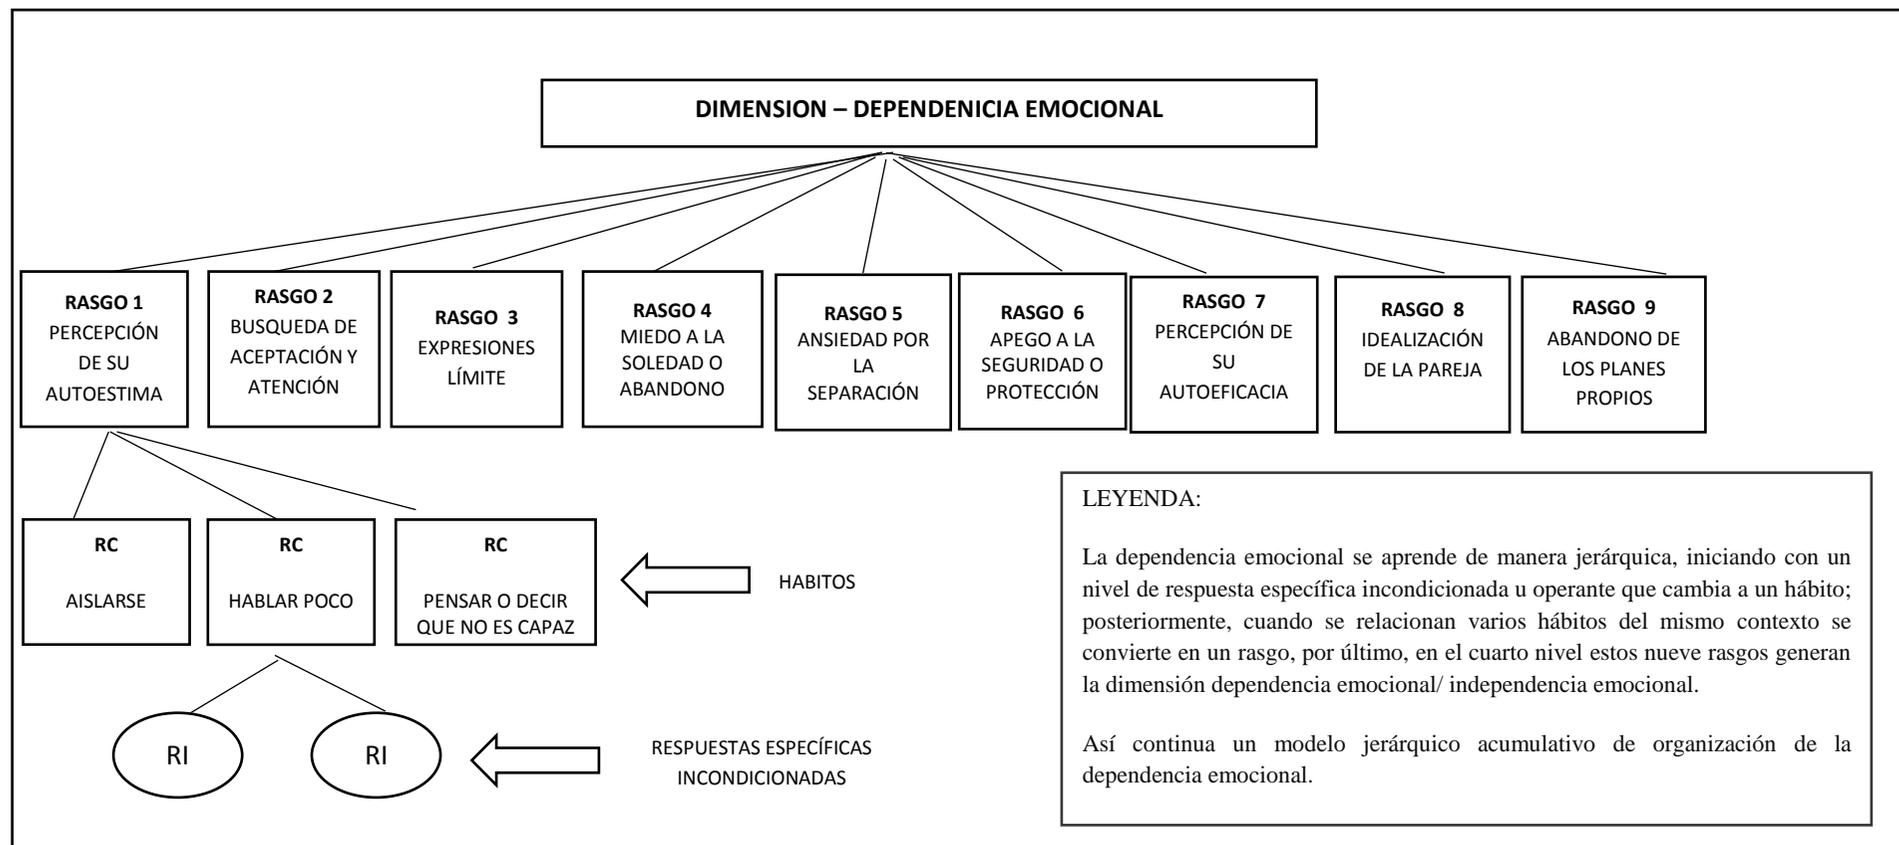 DIMENSION – DEPENDENICIA EMOCIONAL
RASGO 1
PERCEPCIÓN
DE SU
AUTOESTIMA
RASGO 2
BUSQUEDA DE
ACEPTACIÓN Y
ATENCIÓN
RASGO 3
EXPRESIONES
LÍMITE
RASGO 4
MIEDO A LA
SOLEDAD O
ABANDONO
RASGO 5
ANSIEDAD POR
LA
SEPARACIÓN
RASGO 6
APEGO A LA
SEGURIDAD O
PROTECCIÓN
RASGO 7
PERCEPCIÓN DE
SU
AUTOEFICACIA
RASGO 8
IDEALIZACIÓN
DE LA PAREJA
RASGO 9
ABANDONO DE
LOS PLANES
PROPIOS
RC
AISLARSE
RC
HABLAR POCO
RC
PENSAR O DECIR
QUE NO ES CAPAZ
HABITOS
RI
RI
RESPUESTAS ESPECÍFICAS
INCONDICIONADAS
LEYENDA:
La dependencia emocional se aprende de manera jerárquica, iniciando con un
nivel de respuesta específica incondicionada u operante que cambia a un hábito;
posteriormente, cuando se relacionan varios hábitos del mismo contexto se
convierte en un rasgo, por último, en el cuarto nivel estos nueve rasgos generan
la dimensión dependencia emocional/ independencia emocional.
Así continua un modelo jerárquico acumulativo de organización de la
dependencia emocional.